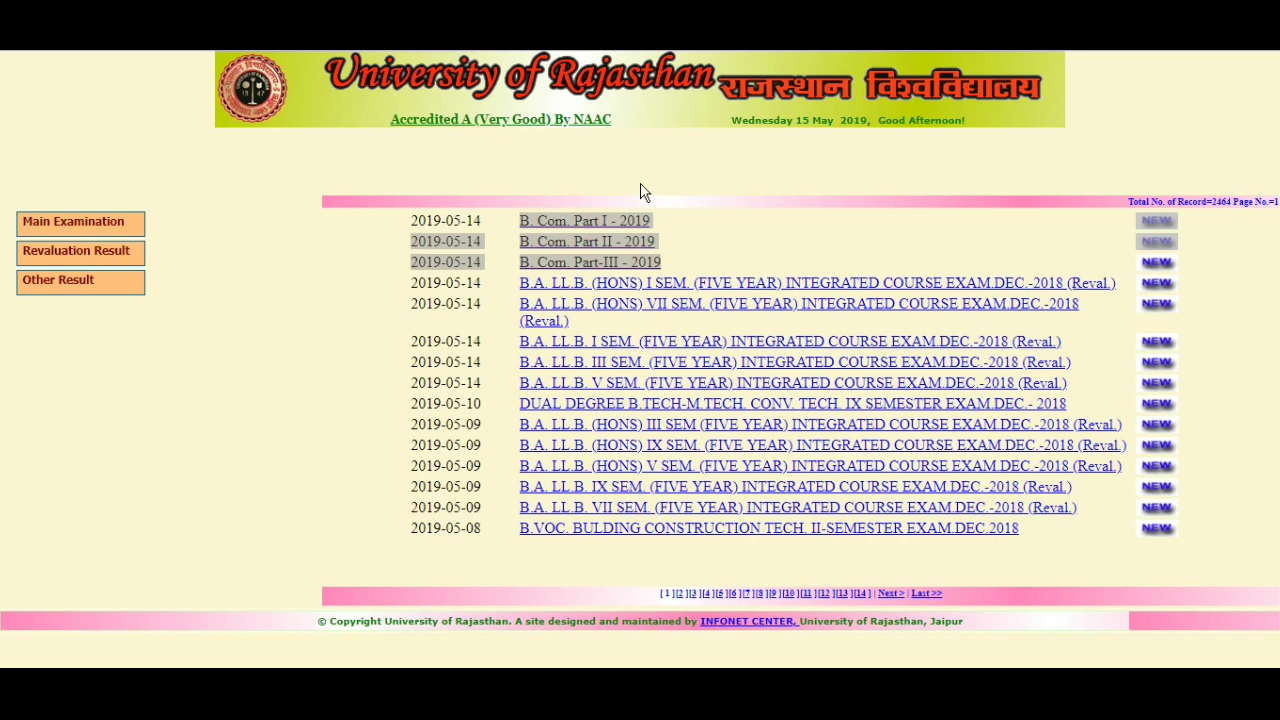 University of Rajasthan राजस्थान विश्वविद्यालय
Accredited A (Very Good) By NAAC
Wednesday 15 May 2019, Good Afternoon!
Total No. of Record=2464 Page No.=1
Main Examination
Revaluation Result
Other Result
2019-05-14 B. Com. Part I - 2019 NEW
2019-05-14 B. Com. Part II - 2019 NEW
2019-05-14 B. Com. Part-III - 2019 NEW
2019-05-14 B.A. LL.B. (HONS) I SEM. (FIVE YEAR) INTEGRATED COURSE EXAM.DEC.-2018 (Reval.) NEW
2019-05-14 B.A. LL.B. (HONS) VII SEM. (FIVE YEAR) INTEGRATED COURSE EXAM.DEC.-2018 NEW
(Reval.)
2019-05-14 B.A. LL.B. I SEM. (FIVE YEAR) INTEGRATED COURSE EXAM.DEC.-2018 (Reval.) NEW
2019-05-14 B.A. LL.B. III SEM. (FIVE YEAR) INTEGRATED COURSE EXAM.DEC.-2018 (Reval.) NEW
2019-05-14 B.A. LL.B. V SEM. (FIVE YEAR) INTEGRATED COURSE EXAM.DEC.-2018 (Reval.) NEW
2019-05-10 DUAL DEGREE B.TECH-M.TECH. CONV. TECH. IX SEMESTER EXAM.DEC.- 2018 NEW
2019-05-09 B.A. LL.B. (HONS) III SEM (FIVE YEAR) INTEGRATED COURSE EXAM.DEC.-2018 (Reval.) NEW
2019-05-09 B.A. LL.B. (HONS) IX SEM. (FIVE YEAR) INTEGRATED COURSE EXAM.DEC.-2018 (Reval.) NEW
2019-05-09 B.A. LL.B. (HONS) V SEM. (FIVE YEAR) INTEGRATED COURSE EXAM.DEC.-2018 (Reval.) NEW
2019-05-09 B.A. LL.B. IX SEM. (FIVE YEAR) INTEGRATED COURSE EXAM.DEC.-2018 (Reval.) NEW
2019-05-09 B.A. LL.B. VII SEM. (FIVE YEAR) INTEGRATED COURSE EXAM.DEC.-2018 (Reval.) NEW
2019-05-08 B.VOC. BULDING CONSTRUCTION TECH. II-SEMESTER EXAM.DEC.2018 NEW
[ 1 ][2 ][3 ][4 ][5 ][6 ][7 ][8 ][9 ][10 ][11 ][12 ][13 ][14 ] | Next > | Last >>
© Copyright University of Rajasthan. A site designed and maintained by INFONET CENTER, University of Rajasthan, Jaipur